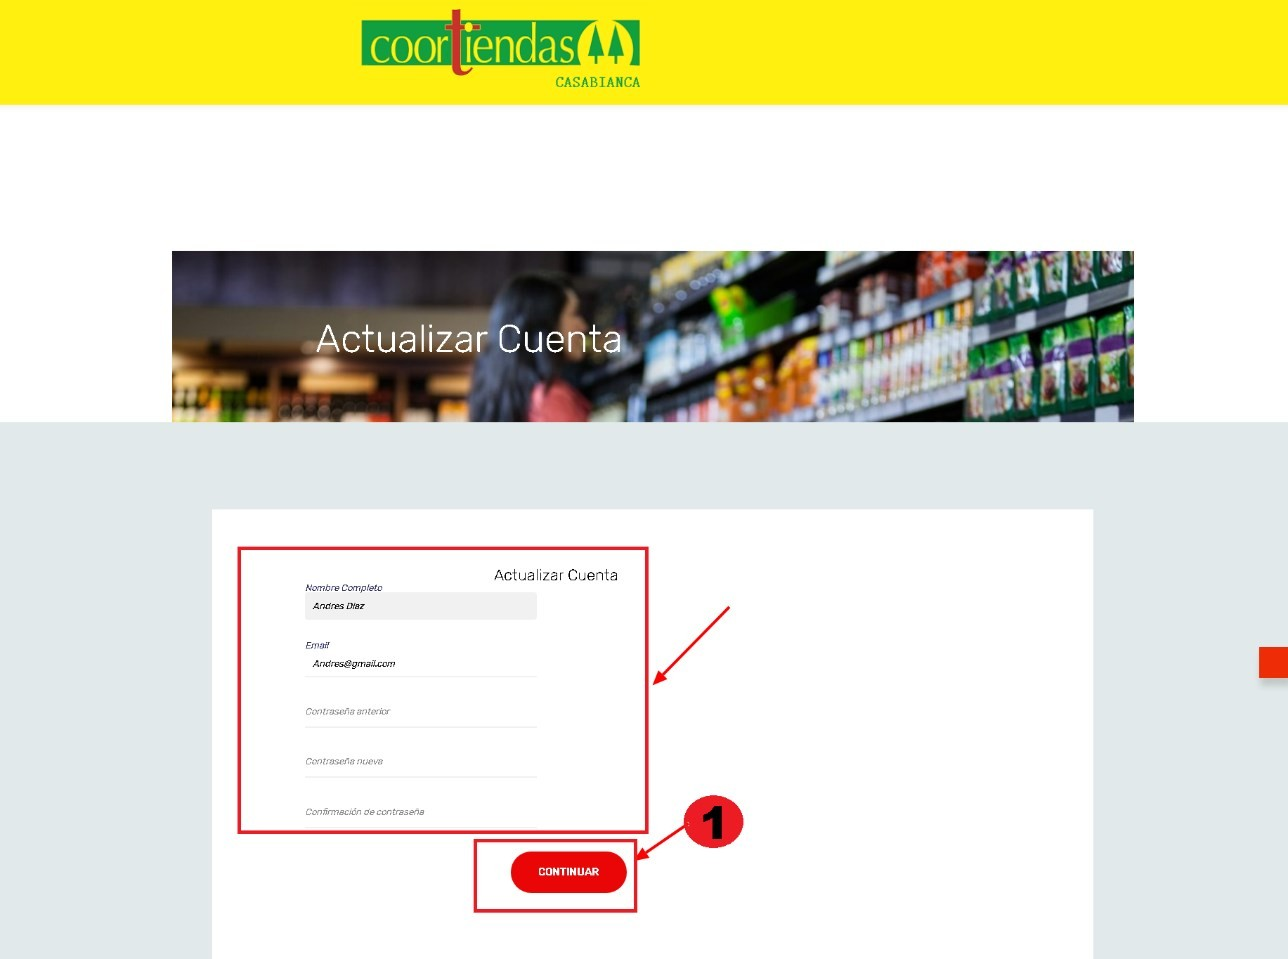 coortiendas
CASABIANCA
Actualizar Cuenta
Actualizar Cuenta
Nombre Completo
Andres Diaz
Email
Andres@gmail.com
Contraseña anterior
Contraseña nueva
Confirmación de contraseña
1
CONTINUAR